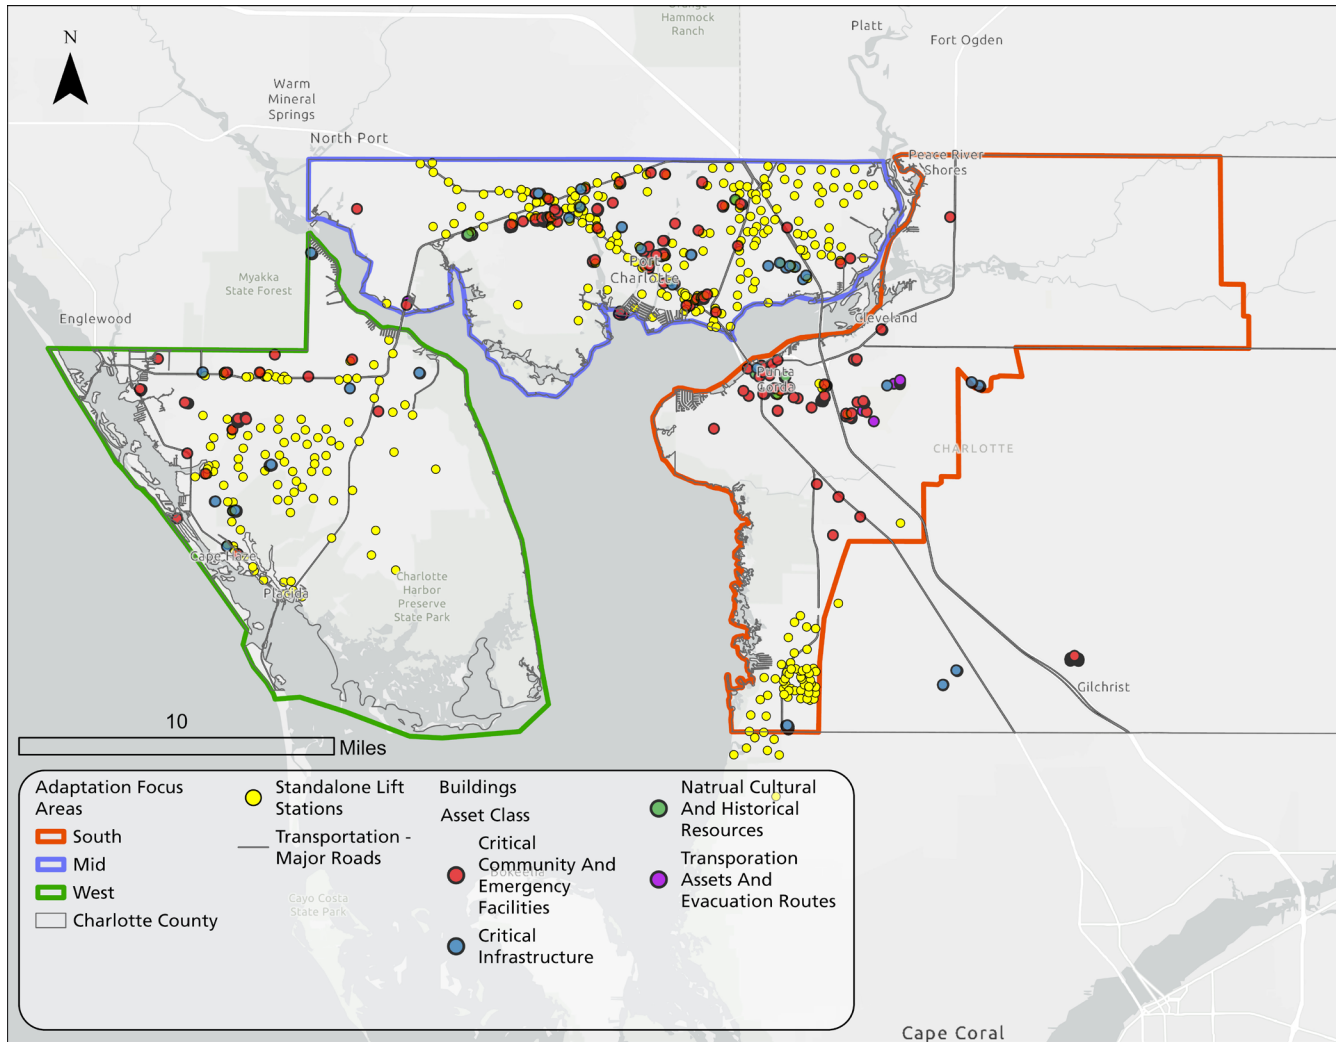 Orange
Hammock
Ranch
Platt
Fort Ogden
N
Warm
Mineral
Springs
North Port
Peace River
Shores
Myakka
State Forest
Port
Charlotte
Englewood
Cleveland
Punta
Gorda
CHARLOTTE
Cape Haze
Placida
Charlotte
Harbor
Preserve
State Park
Gilchrist
10
Miles
Adaptation Focus
Areas
South
Mid
West
Charlotte County
Standalone Lift
Stations
Transportation -
Major Roads
Buildings
Asset Class
Critical
Community And
Emergency
Facilities
Critical
Infrastructure
Natrual Cultural
And Historical
Resources
Transporation
Assets And
Evacuation Routes
Bokeelia
Cayo Costa
State Park
Cape Coral